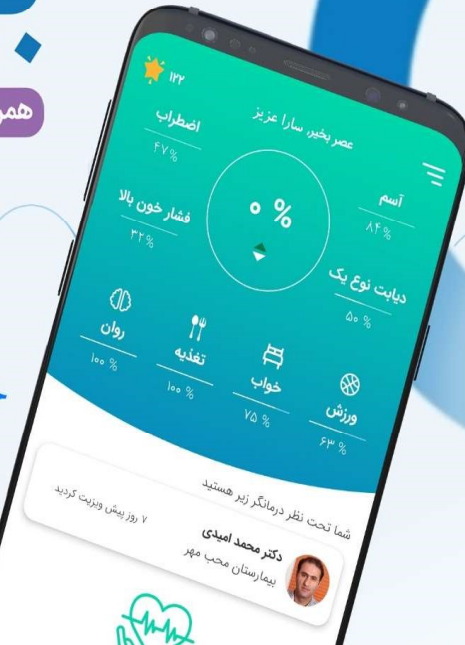 همر
۱۲۲
عصر بخیر، سارا عزیز
آسم
۸۴%
اضطراب
۴۷%
۰ %
فشار خون بالا
۳۲%
دیابت نوع یک
۵۰ %
ورزش
۶۳ %
خواب
۷۵ %
تغذیه
۱۰۰ %
روان
۱۰۰ %
شما تحت نظر درمانگر زیر هستید
دکتر محمد امیدی
بیمارستان محب مهر
۷ روز پیش ویزیت کردید